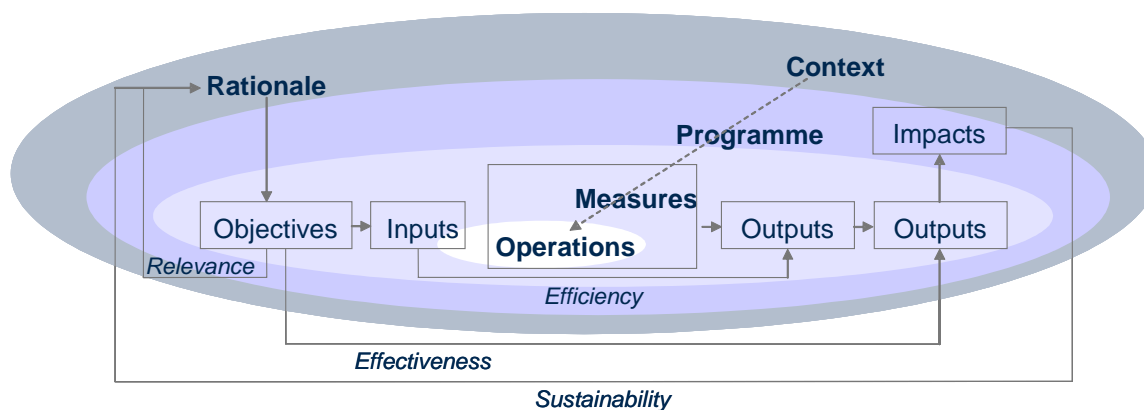 Context
Rationale
Programme
Impacts
Measures
Objectives
Inputs
Operations
Outputs
Outputs
Relevance
Efficiency
Effectiveness
Sustainability